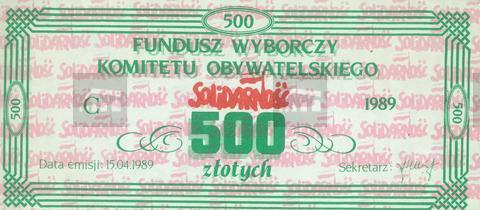 500
FUNDUSZ WYBORCZY
KOMITETU OBYWATELSKIEGO
SOLIDARNOŚĆ
G
1989
500
500
500
złotych
Data emisji: 15.04.1989
Sekretarz: